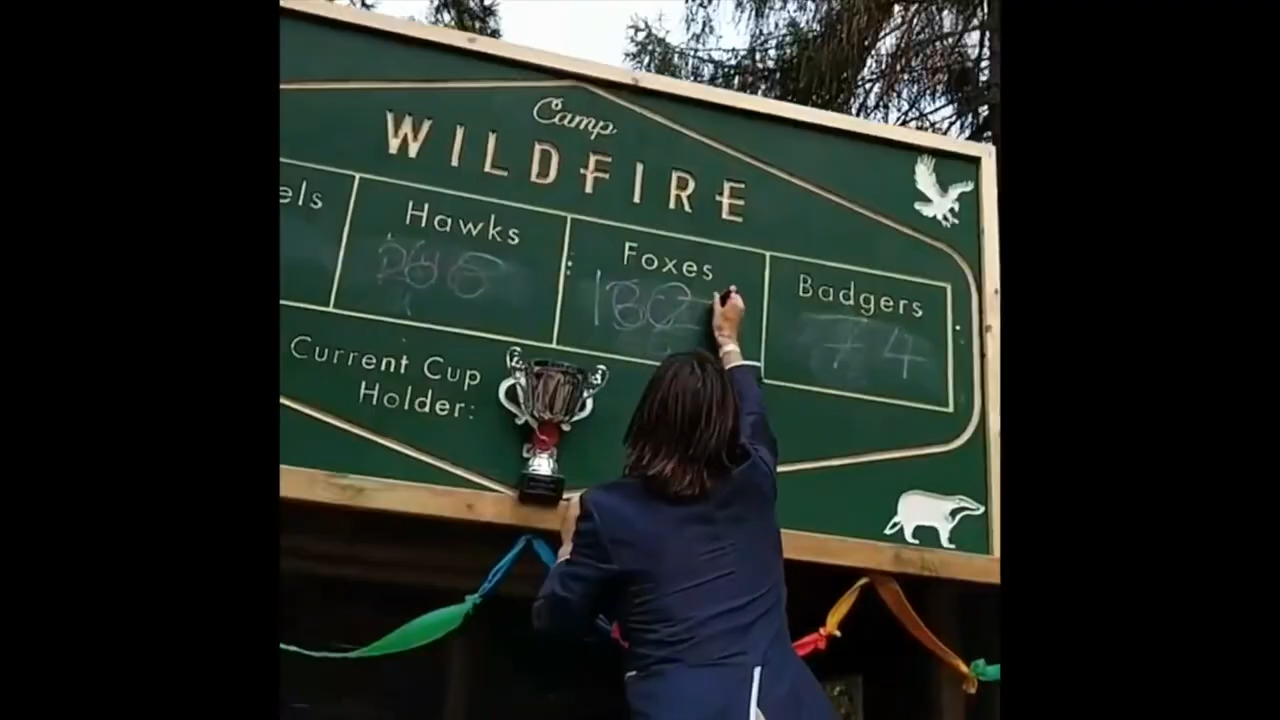 Camp
WILDFIRE
els
Hawks
Foxes
Badgers
74
Current Cup
Holder: